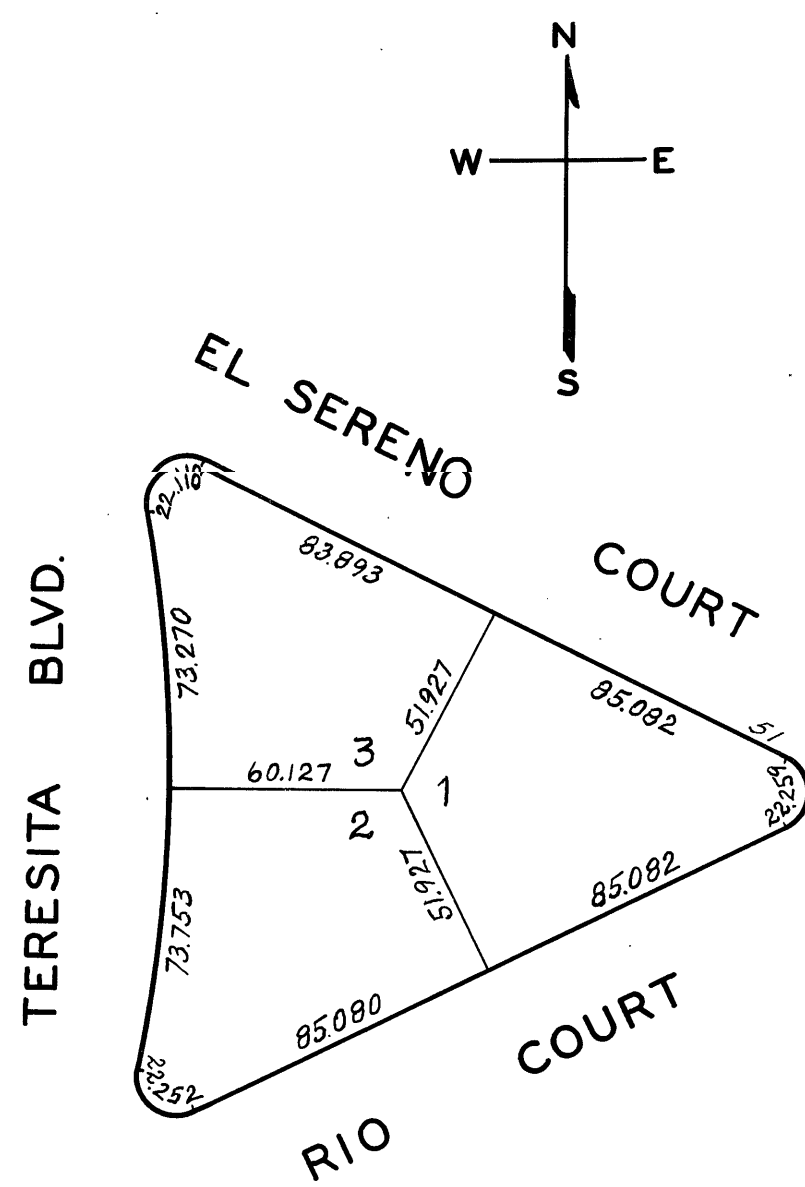 N
W E
S
EL SERENO COURT
22.118
83.893
85.082
51
TERESITA BLVD.
73.270
51.927
60.127
3
1
2
22.259
51.927
85.082
73.753
85.080
22.252
RIO COURT